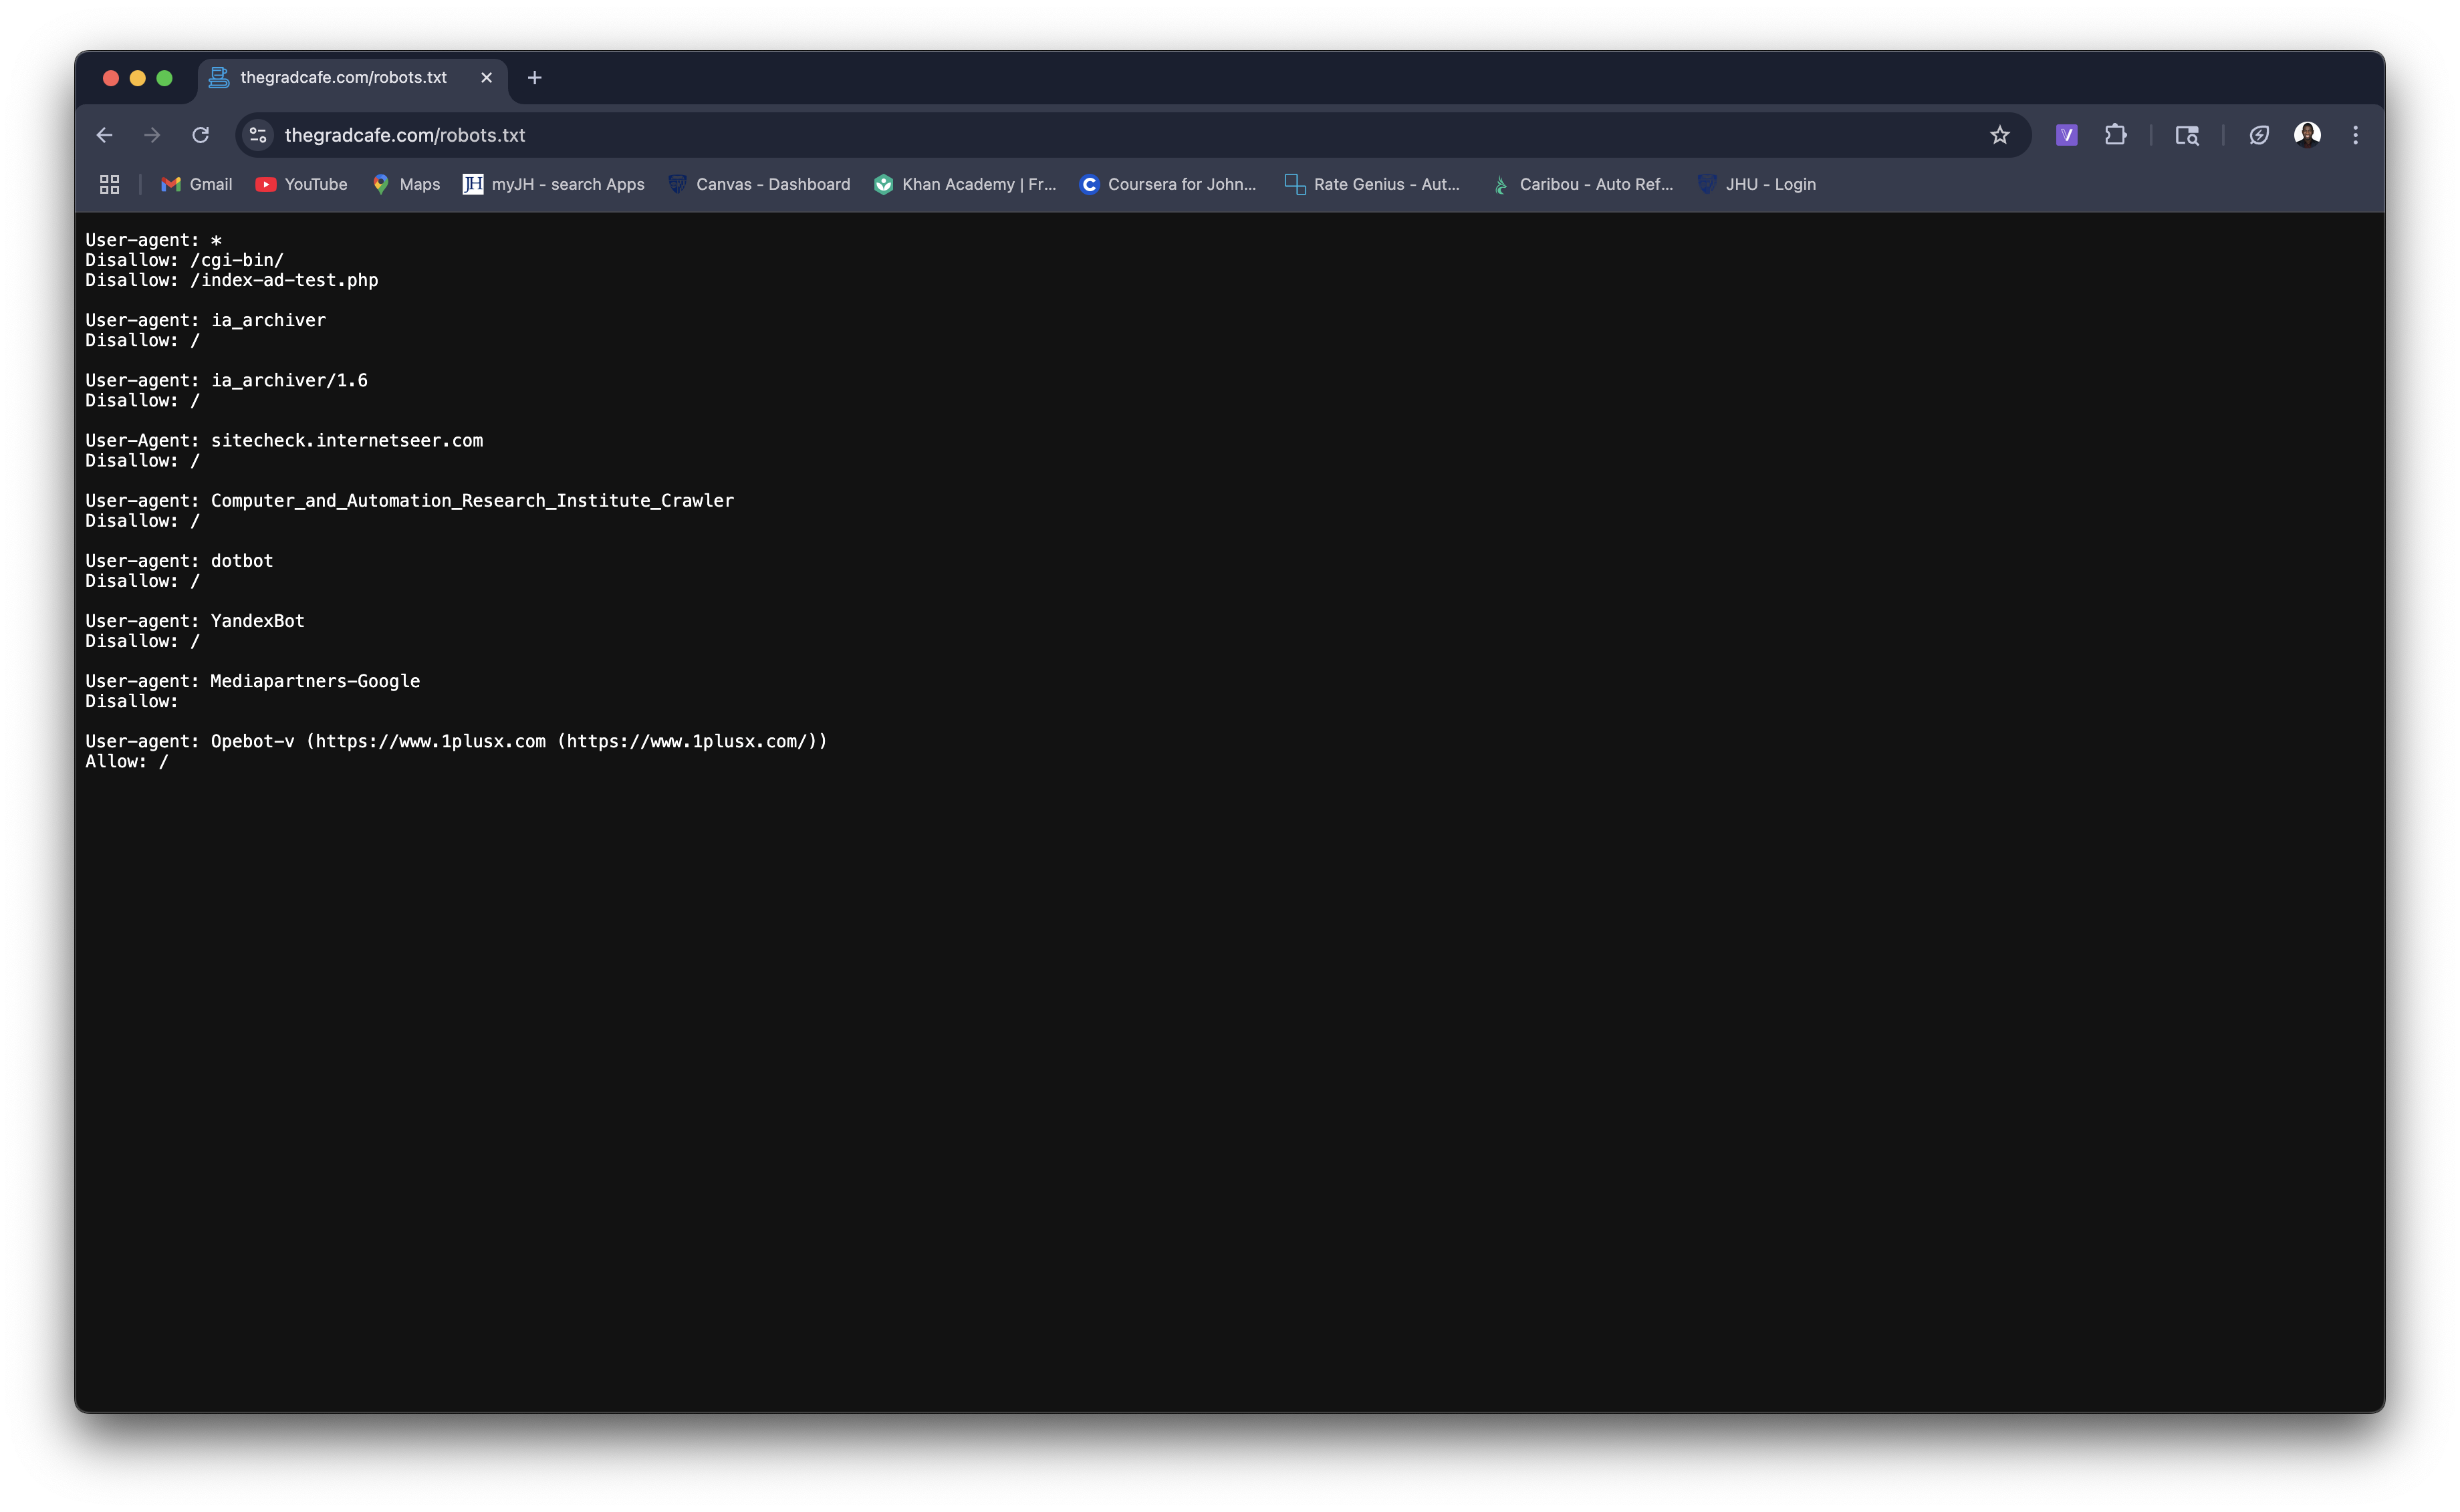 thegradcafe.com/robots.txt
thegradcafe.com/robots.txt
Gmail
YouTube
Maps
JH
myJH - search Apps
Canvas - Dashboard
Khan Academy | Fr...
Coursera for John...
Rate Genius - Aut...
Caribou - Auto Ref...
JHU - Login
User-agent: *
Disallow: /cgi-bin/
Disallow: /index-ad-test.php
User-agent: ia_archiver
Disallow: /
User-agent: ia_archiver/1.6
Disallow: /
User-Agent: sitecheck.internetseer.com
Disallow: /
User-agent: Computer_and_Automation_Research_Institute_Crawler
Disallow: /
User-agent: dotbot
Disallow: /
User-agent: YandexBot
Disallow: /
User-agent: Mediapartners-Google
Disallow:
User-agent: Opebot-v (https://www.1plusx.com (https://www.1plusx.com/))
Allow: /